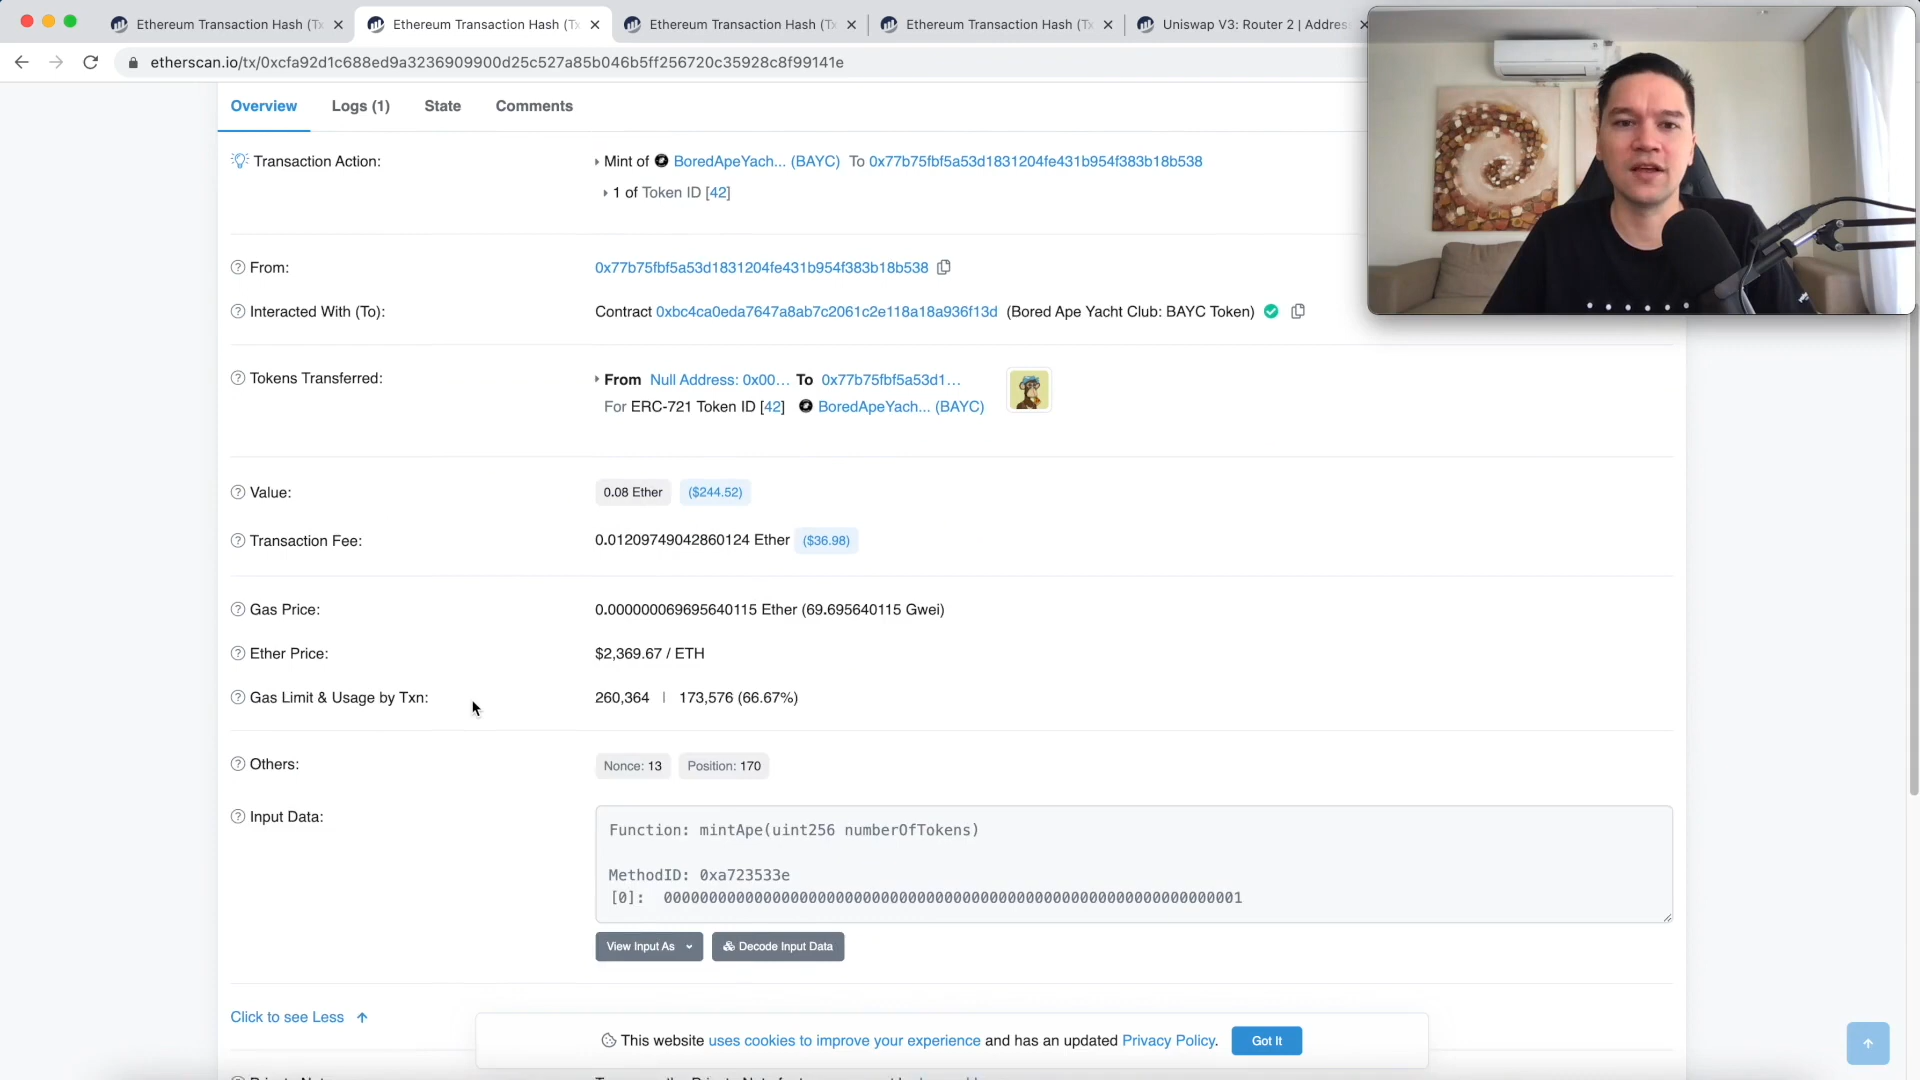 Ethereum Transaction Hash (Tx
Ethereum Transaction Hash (Tx
Ethereum Transaction Hash (Tx
Ethereum Transaction Hash (Tx
Uniswap V3: Router 2 | Addres
etherscan.io/tx/0xcfa92d1c688ed9a3236909900d25c527a85b046b5ff256720c35928c8f99141e
Overview Logs (1) State Comments
Transaction Action: Mint of BoredApeYach... (BAYC) To 0x77b75fbf5a53d1831204fe431b954f383b18b538
1 of Token ID [42]
From: 0x77b75fbf5a53d1831204fe431b954f383b18b538
Interacted With (To): Contract 0xbc4ca0eda7647a8ab7c2061c2e118a18a936f13d (Bored Ape Yacht Club: BAYC Token)
Tokens Transferred: From Null Address: 0x00... To 0x77b75fbf5a53d1...
For ERC-721 Token ID [42] BoredApeYach... (BAYC)
Value: 0.08 Ether ($244.52)
Transaction Fee: 0.01209749042860124 Ether ($36.98)
Gas Price: 0.000000069695640115 Ether (69.695640115 Gwei)
Ether Price: $2,369.67 / ETH
Gas Limit & Usage by Txn: 260,364 | 173,576 (66.67%)
Others: Nonce: 13 Position: 170
Input Data: Function: mintApe(uint256 numberOfTokens)
MethodID: 0xa723533e
[0]: 0000000000000000000000000000000000000000000000000000000000000001
View Input As Decode Input Data
Click to see Less
This website uses cookies to improve your experience and has an updated Privacy Policy. Got It